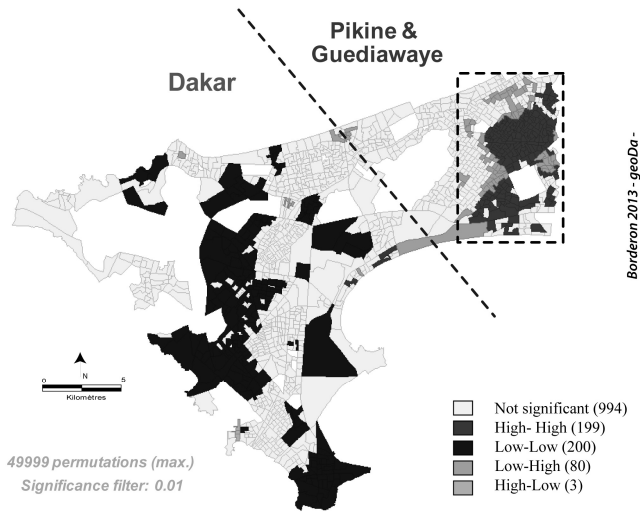 Pikine &
Guediawaye
Dakar
Borderon 2013 - geoDa -
N
0 5
Kilométres
49999 permutations (max.)
Significance filter: 0.01
Not significant (994)
High- High (199)
Low-Low (200)
Low-High (80)
High-Low (3)